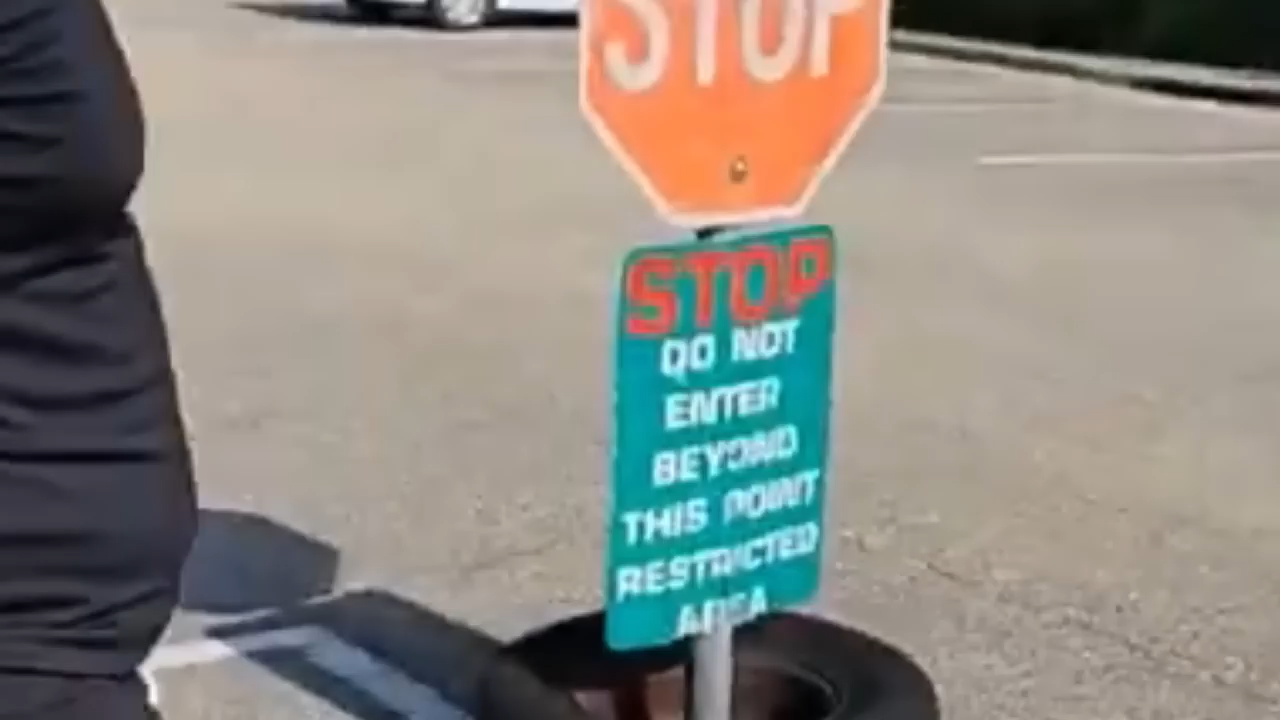 STOP
STOP
DO NOT
ENTER
BEYOND
THIS POINT
RESTRICTED
AREA